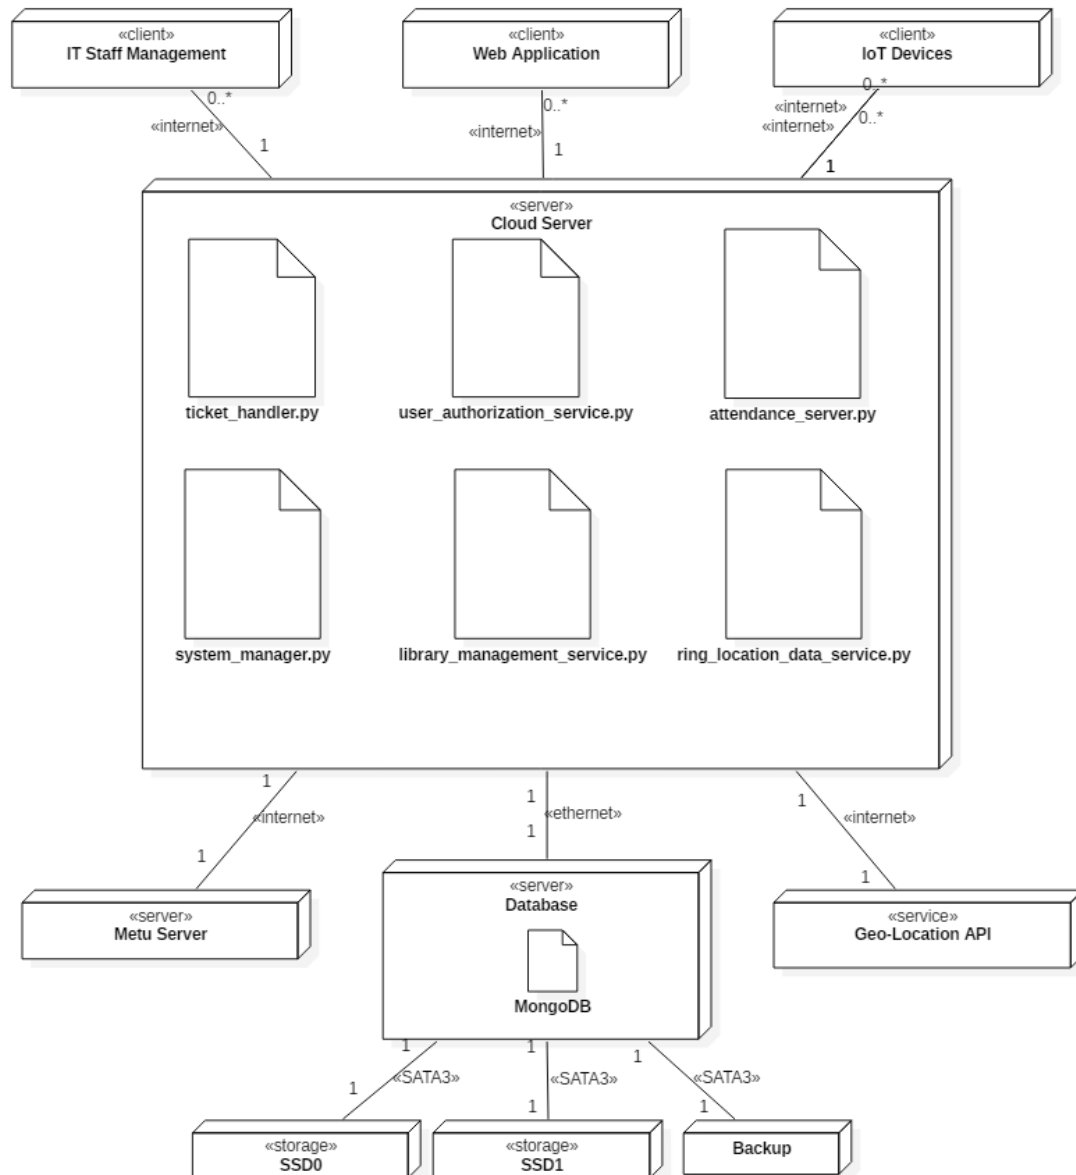 «client»
IT Staff Management
«client»
Web Application
«client»
IoT Devices
0..*
«internet»
1
0..*
«internet»
1
0..*
«internet»
0..*
«internet»
1
«server»
Cloud Server
ticket_handler.py
user_authorization_service.py
attendance_server.py
system_manager.py
library_management_service.py
ring_location_data_service.py
1
«internet»
1
1
«ethernet»
1
1
«internet»
1
«server»
Metu Server
«server»
Database
MongoDB
«service»
Geo-Location API
1
«SATA3»
1
1
«SATA3»
1
1
«SATA3»
1
«storage»
SSD0
«storage»
SSD1
Backup